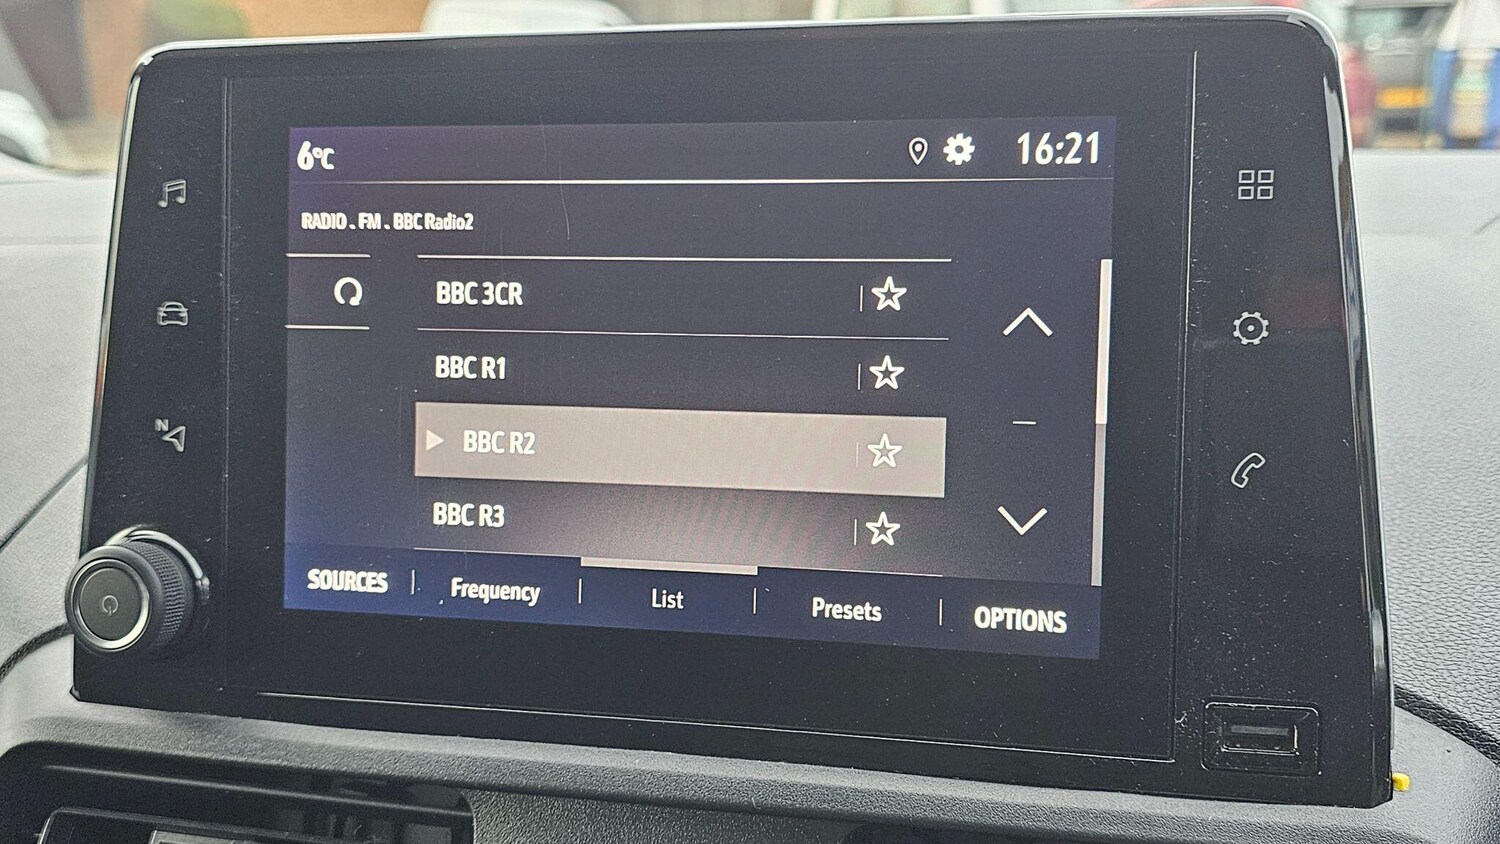 6°C 16:21
RADIO . FM . BBC Radio2
BBC 3CR
BBC R1
BBC R2
BBC R3
SOURCES Frequency List Presets OPTIONS
N